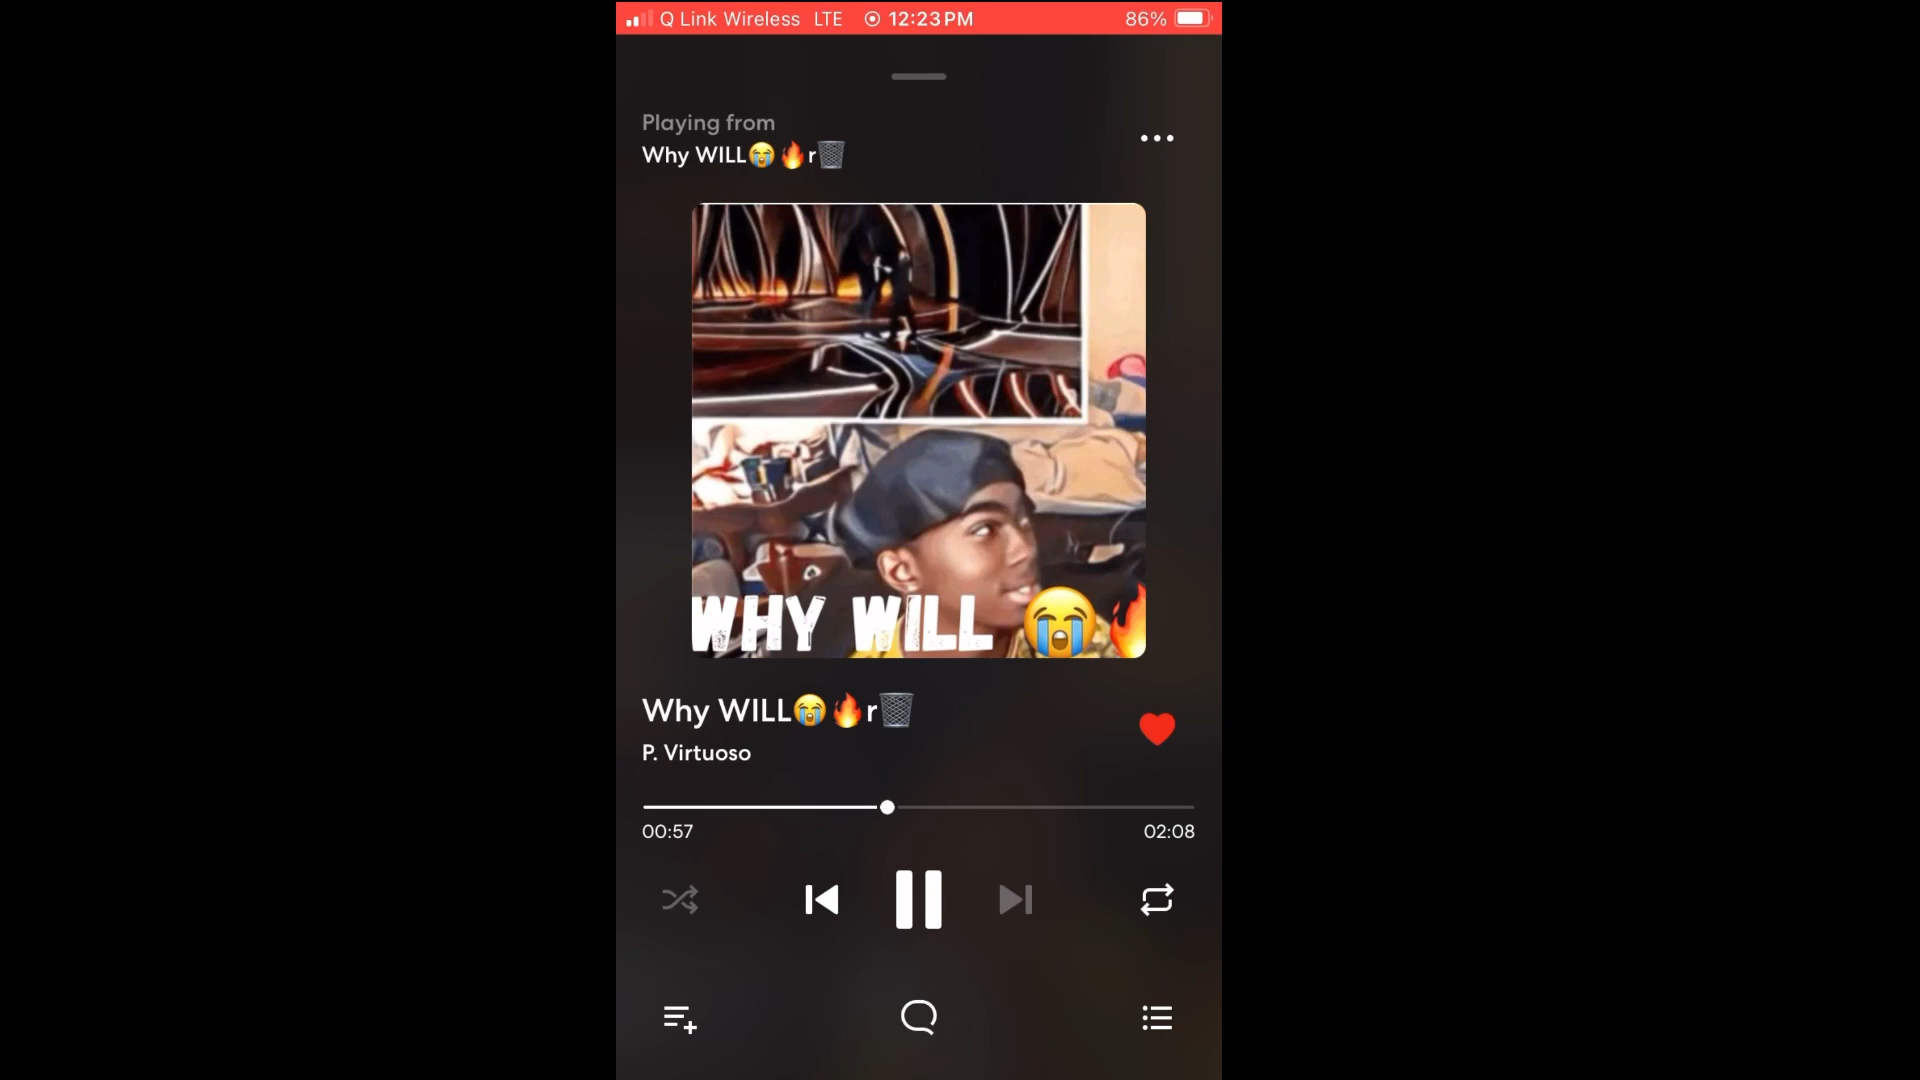 Q Link Wireless LTE 12:23 PM 86%
Playing from
Why WILL😭🔥r🗑️
WHY WILL 😭🔥
Why WILL😭🔥r🗑️
P. Virtuoso
00:57 02:08